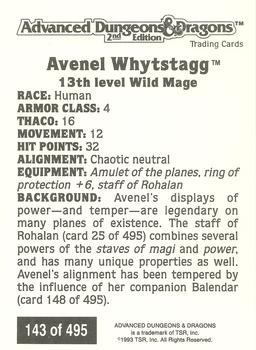 Advanced Dungeons & Dragons™
2nd Edition
Trading Cards
Avenel Whytstagg™
13th level Wild Mage
RACE: Human
ARMOR CLASS: 4
THACO: 16
MOVEMENT: 12
HIT POINTS: 32
ALIGNMENT: Chaotic neutral
EQUIPMENT: Amulet of the planes, ring of
protection +6, staff of Rohalan
BACKGROUND: Avenel's displays of
power—and temper—are legendary on
many planes of existence. The staff of
Rohalan (card 25 of 495) combines several
powers of the staves of magi and power,
and has many unique properties as well.
Avenel's alignment has been tempered by
the influence of her companion Balendar
(card 148 of 495).
143 of 495
ADVANCED DUNGEONS & DRAGONS
is a trademark of TSR, Inc.
©1993 TSR, Inc. All Rights Reserved.